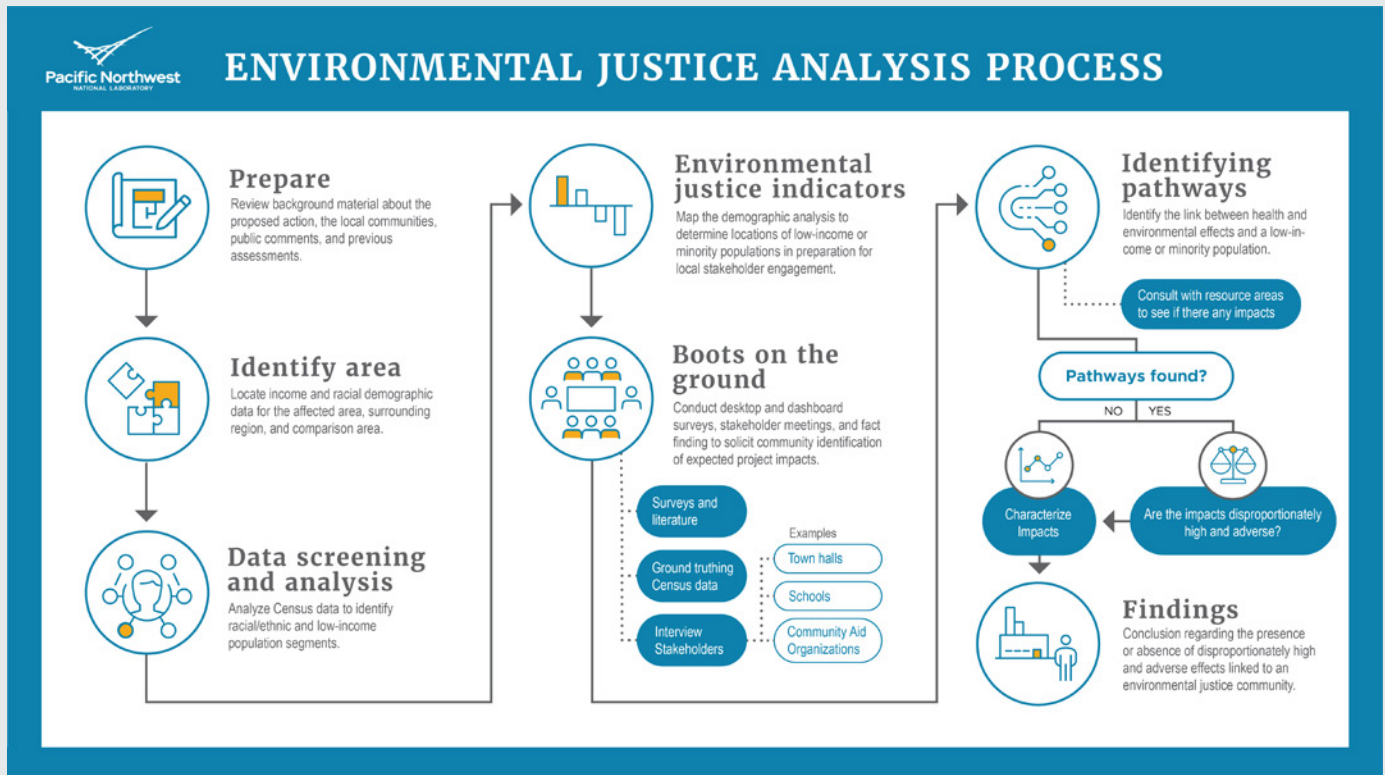 Pacific Northwest
NATIONAL LABORATORY
ENVIRONMENTAL JUSTICE ANALYSIS PROCESS
Prepare
Review background material about the
proposed action, the local communities,
public comments, and previous
assessments.
Identify area
Locate income and racial demographic
data for the affected area, surrounding
region, and comparison area.
Data screening
and analysis
Analyze Census data to identify
racial/ethnic and low-income
population segments.
Environmental
justice indicators
Map the demographic analysis to
determine locations of low-income or
minority populations in preparation for
local stakeholder engagement.
Boots on the
ground
Conduct desktop and dashboard
surveys, stakeholder meetings, and fact
finding to solicit community identification
of expected project impacts.
Surveys and
literature
Ground truthing
Census data
Interview
Stakeholders
Examples
Town halls
Schools
Community Aid
Organizations
Identifying
pathways
Identify the link between health and
environmental effects and a low-in-
come or minority population.
Consult with resource areas
to see if there any impacts
Pathways found?
NO YES
Characterize
Impacts
Are the impacts disproportionately
high and adverse?
Findings
Conclusion regarding the presence
or absence of disproportionately high
and adverse effects linked to an
environmental justice community.